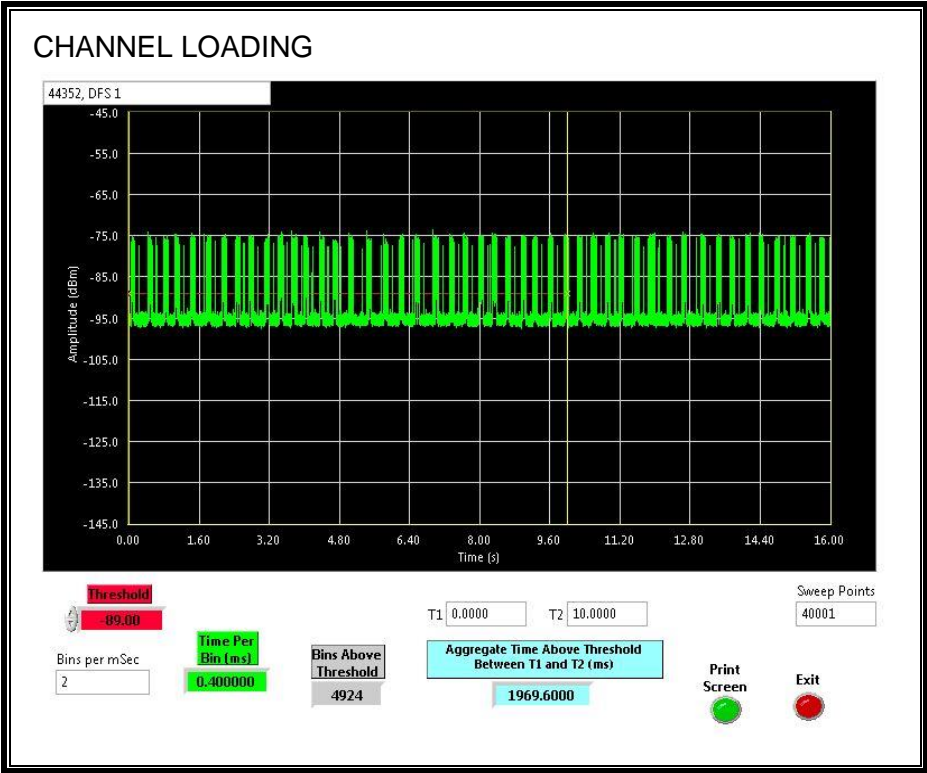 CHANNEL LOADING
44352, DFS 1
-45.0
-55.0
-65.0
-75.0
-85.0
-95.0
-105.0
-115.0
-125.0
-135.0
-145.0
Amplitude (dBm)
0.00 1.60 3.20 4.80 6.40 8.00 9.60 11.20 12.80 14.40 16.00
Time (s)
Threshold
-89.00
Bins per mSec
2
Time Per
Bin (ms)
0.400000
Bins Above
Threshold
4924
T1 0.0000 T2 10.0000
Aggregate Time Above Threshold
Between T1 and T2 (ms)
1969.6000
Sweep Points
40001
Print
Screen
Exit